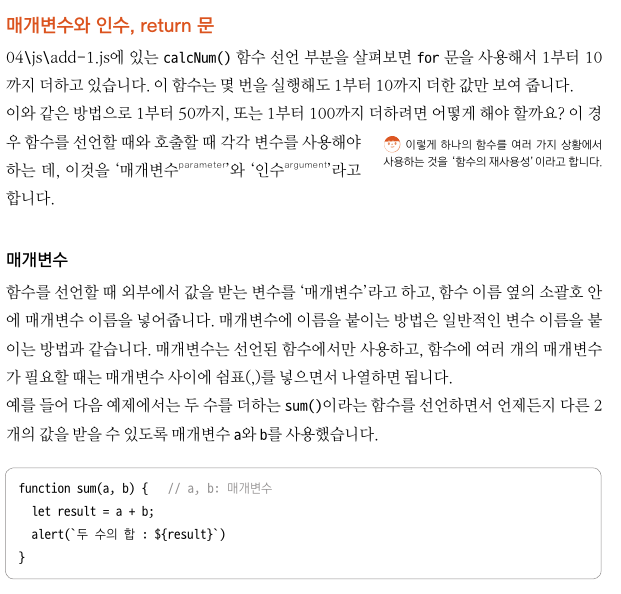 매개변수와 인수, return 문
04\js\add-1.js에 있는 calcNum() 함수 선언 부분을 살펴보면 for 문을 사용해서 1부터 10
까지 더하고 있습니다. 이 함수는 몇 번을 실행해도 1부터 10까지 더한 값만 보여 줍니다.
이와 같은 방법으로 1부터 50까지, 또는 1부터 100까지 더하려면 어떻게 해야 할까요? 이 경
우 함수를 선언할 때와 호출할 때 각각 변수를 사용해야
하는 데, 이것을 ‘매개변수parameter’와 ‘인수argument’라고
합니다.
이렇게 하나의 함수를 여러 가지 상황에서
사용하는 것을 ‘함수의 재사용성’이라고 합니다.
매개변수
함수를 선언할 때 외부에서 값을 받는 변수를 ‘매개변수’라고 하고, 함수 이름 옆의 소괄호 안
에 매개변수 이름을 넣어줍니다. 매개변수에 이름을 붙이는 방법은 일반적인 변수 이름을 붙
이는 방법과 같습니다. 매개변수는 선언된 함수에서만 사용하고, 함수에 여러 개의 매개변수
가 필요할 때는 매개변수 사이에 쉼표(,)를 넣으면서 나열하면 됩니다.
예를 들어 다음 예제에서는 두 수를 더하는 sum()이라는 함수를 선언하면서 언제든지 다른 2
개의 값을 받을 수 있도록 매개변수 a와 b를 사용했습니다.
function sum(a, b) { // a, b: 매개변수
let result = a + b;
alert(`두 수의 합 : ${result}`)
}